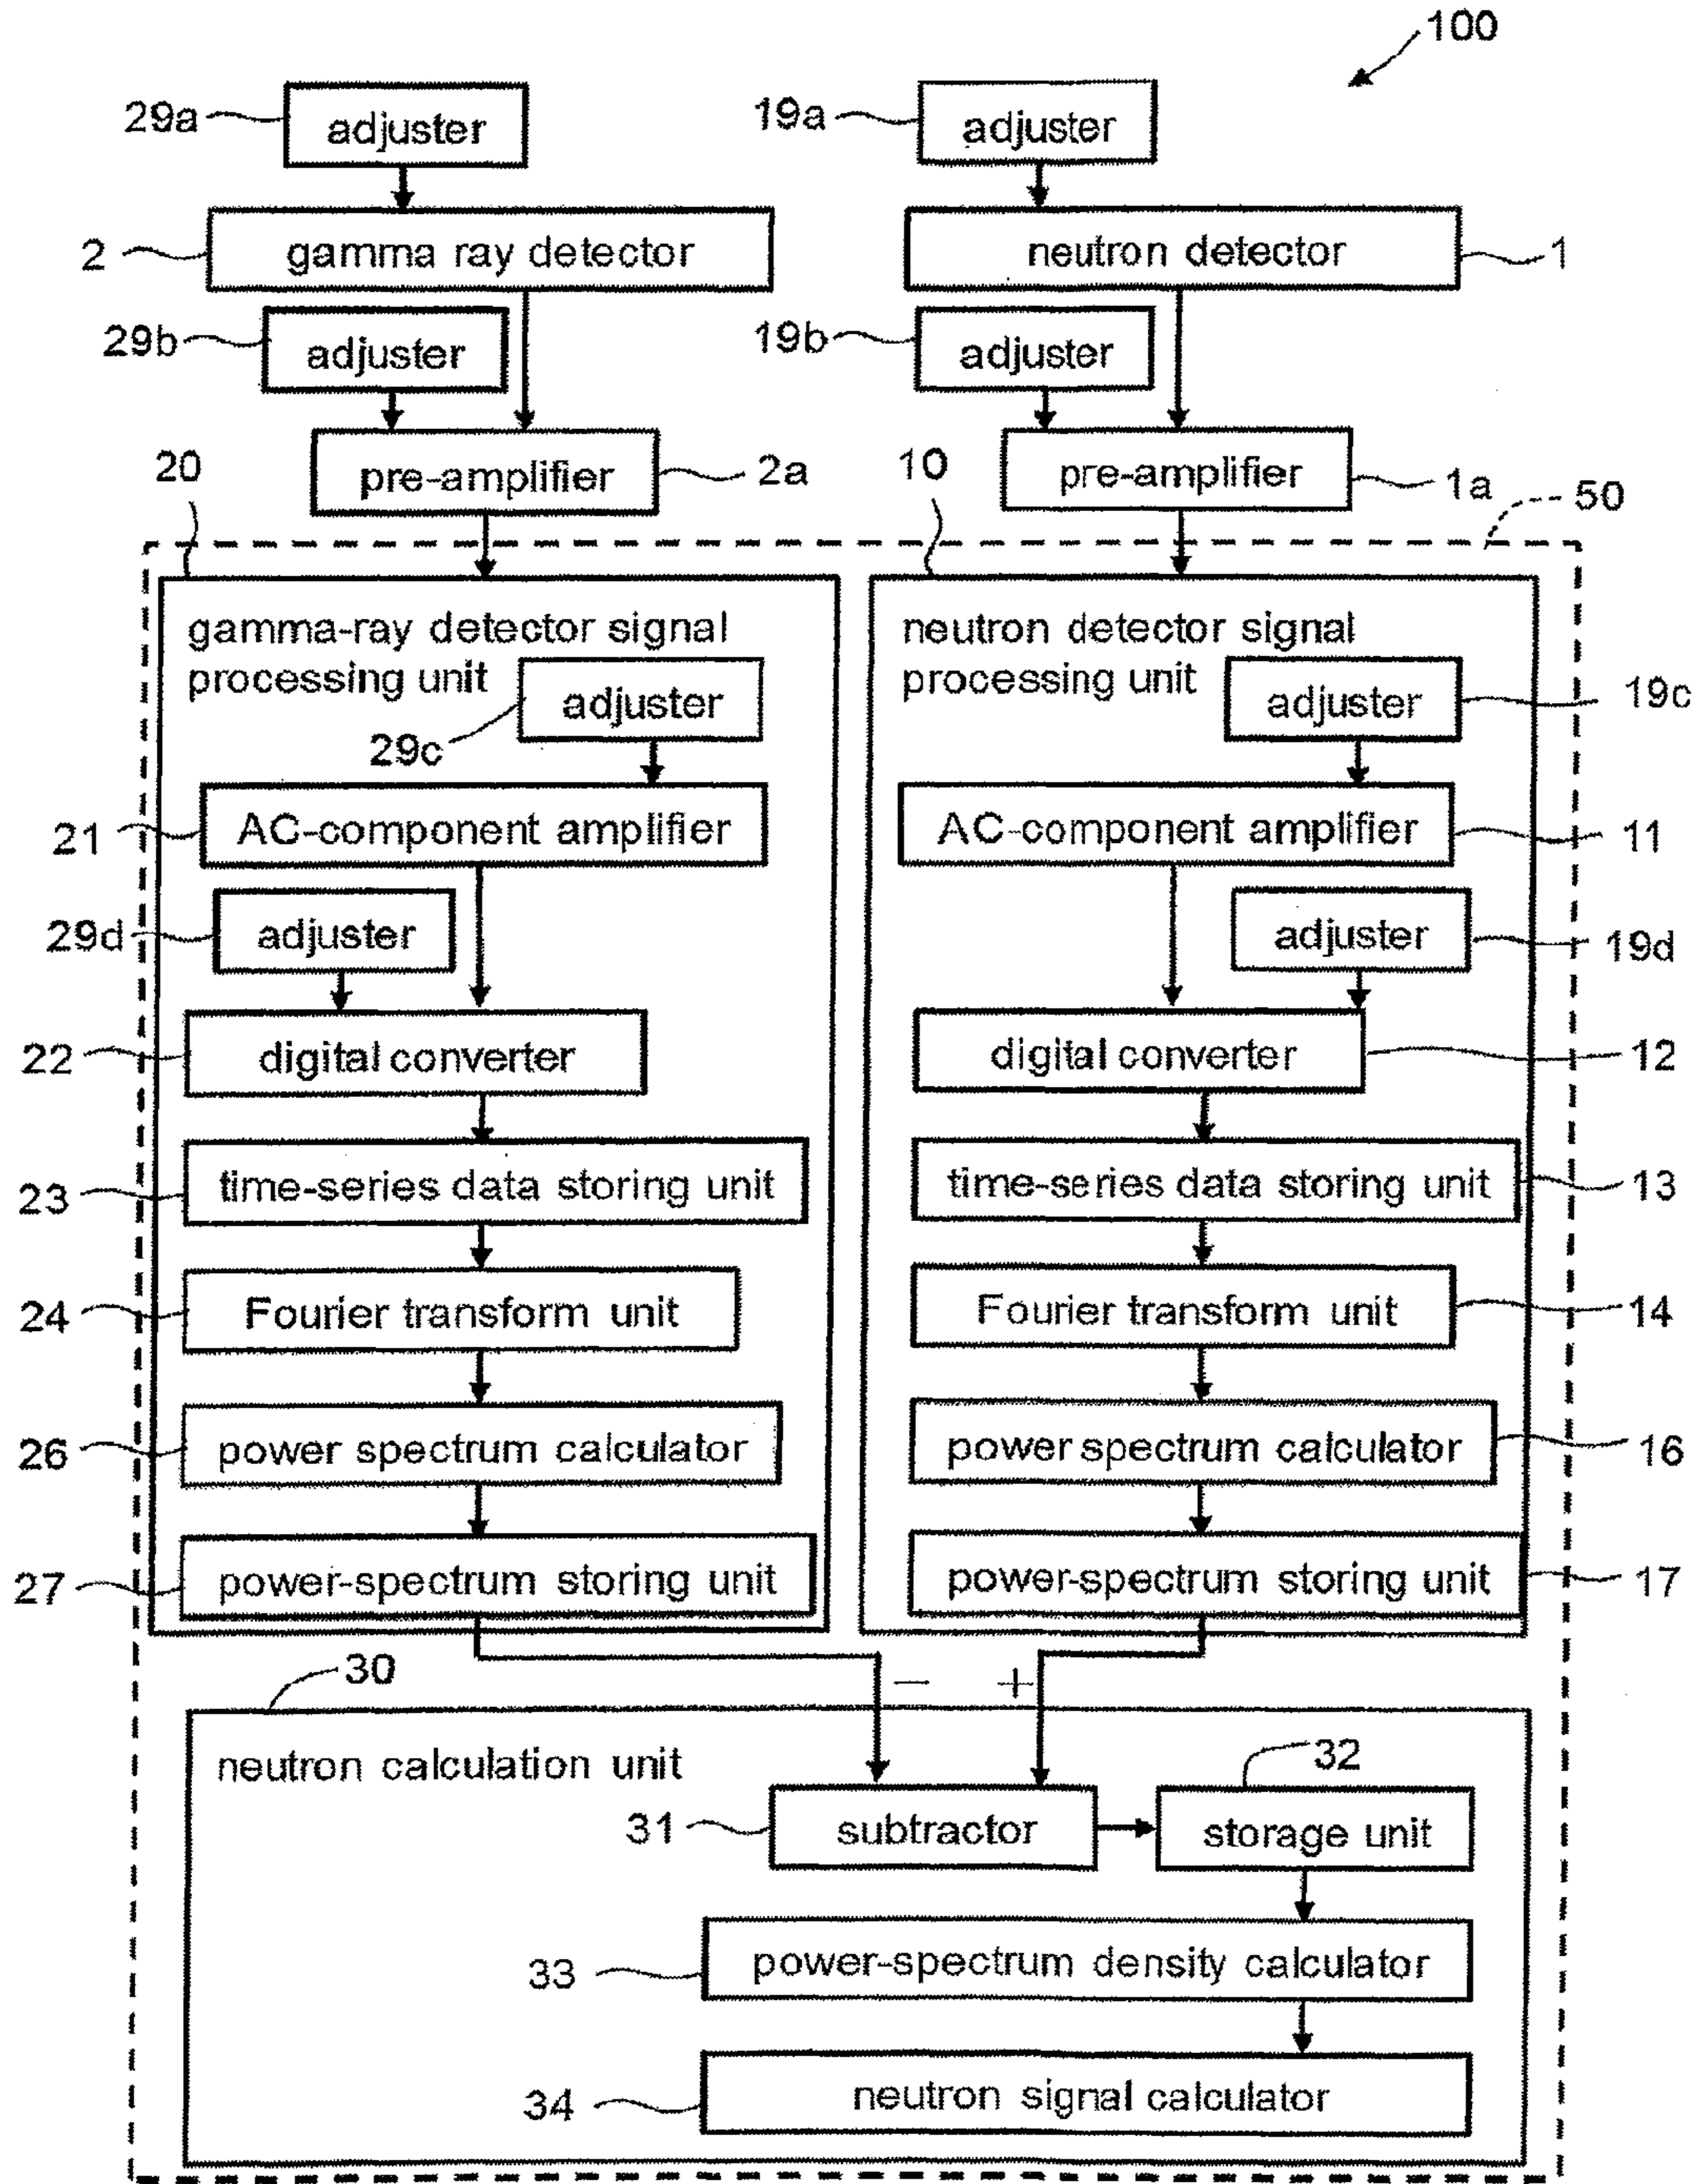 100
29a
adjuster
19a
adjuster
2
gamma ray detector
neutron detector
1
29b
adjuster
19b
adjuster
20
pre-amplifier
2a
10
pre-amplifier
1a
50
gamma-ray detector signal
processing unit
adjuster
29c
neutron detector signal
processing unit
adjuster
19c
21
AC-component amplifier
AC-component amplifier
11
29d
adjuster
adjuster
19d
22
digital converter
digital converter
12
23
time-series data storing unit
time-series data storing unit
13
24
Fourier transform unit
Fourier transform unit
14
26
power spectrum calculator
power spectrum calculator
16
27
power-spectrum storing unit
power-spectrum storing unit
17
30
− +
neutron calculation unit
32
31
subtractor
storage unit
33
power-spectrum density calculator
34
neutron signal calculator